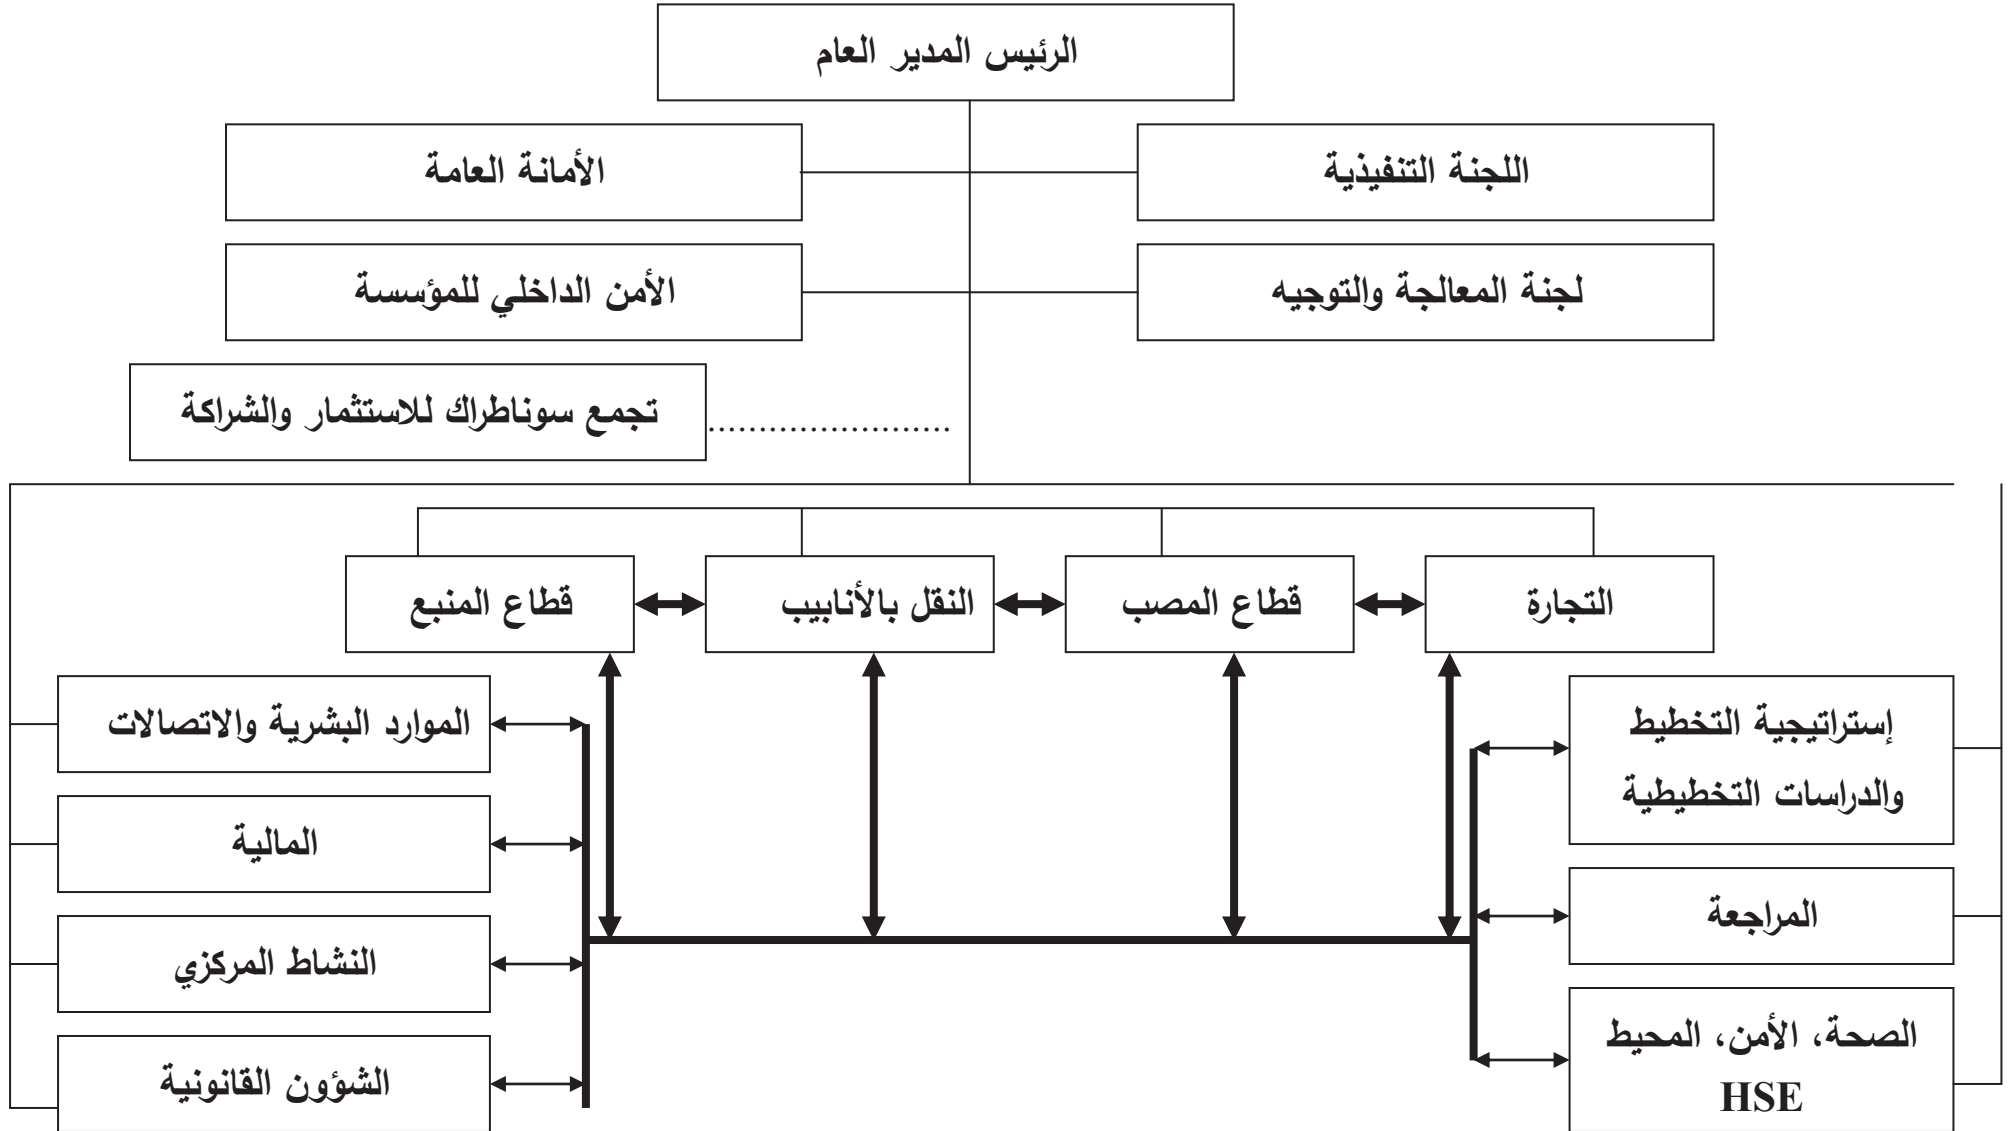 الرئيس المدير العام
اللجنة التنفيذية
الأمانة العامة
لجنة المعالجة والتوجيه
الأمن الداخلي للمؤسسة
تجمع سوناطراك للاستثمار والشراكة
التجارة
قطاع المصب
النقل بالأنابيب
قطاع المنبع
إستراتيجية التخطيط
والدراسات التخطيطية
المراجعة
الصحة، الأمن، المحيط
HSE
الموارد البشرية والاتصالات
المالية
النشاط المركزي
الشؤون القانونية